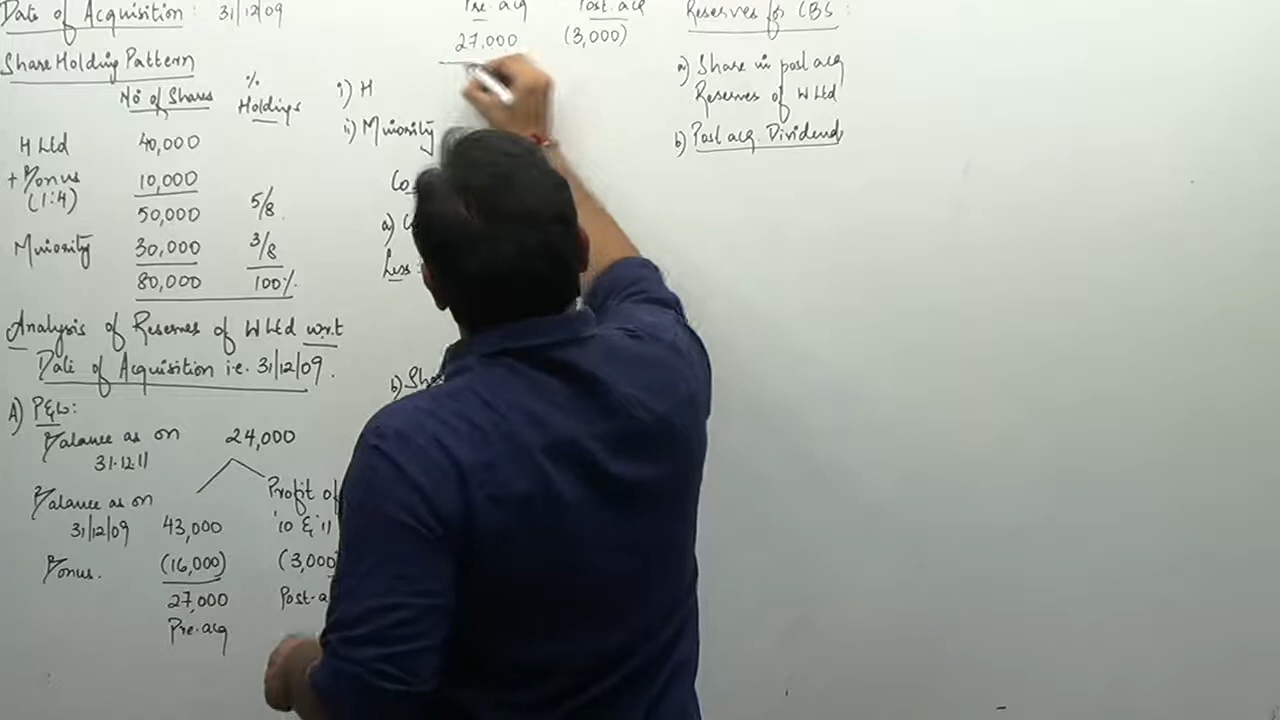 Date of Acquisition: 31/12/09
Share Holding Pattern
No of Shares
% Holdings
H Ltd 40,000
+ Bonus 10,000
(1:4)
50,000 5/8
Minority 30,000 3/8
80,000 100%
Analysis of Reserves of W Ltd w.r.t
Date of Acquisition i.e. 31/12/09.
A) P&L:
Balance as on 24,000
31.12.11
Balance as on
31/12/09 43,000
Bonus. (16,000)
27,000
Pre-acq
Profit of
'10 & '11
(3,000
Post-a
Pre.acq Post.acq
27,000 (3,000)
i) H
ii) Minority
Co
a) C
Less:
b) Sha
Reserves for CBS:
a) Share in post acq
Reserves of W Ltd
b) Post acq. Dividend